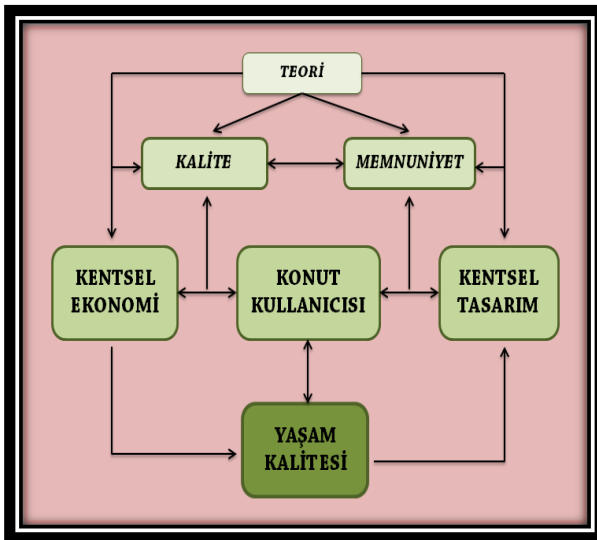 TEORİ
KALİTE
MEMNUNİYET
KENTSEL
EKONOMİ
KONUT
KULLANICISI
KENTSEL
TASARIM
YAŞAM
KALİTESİ